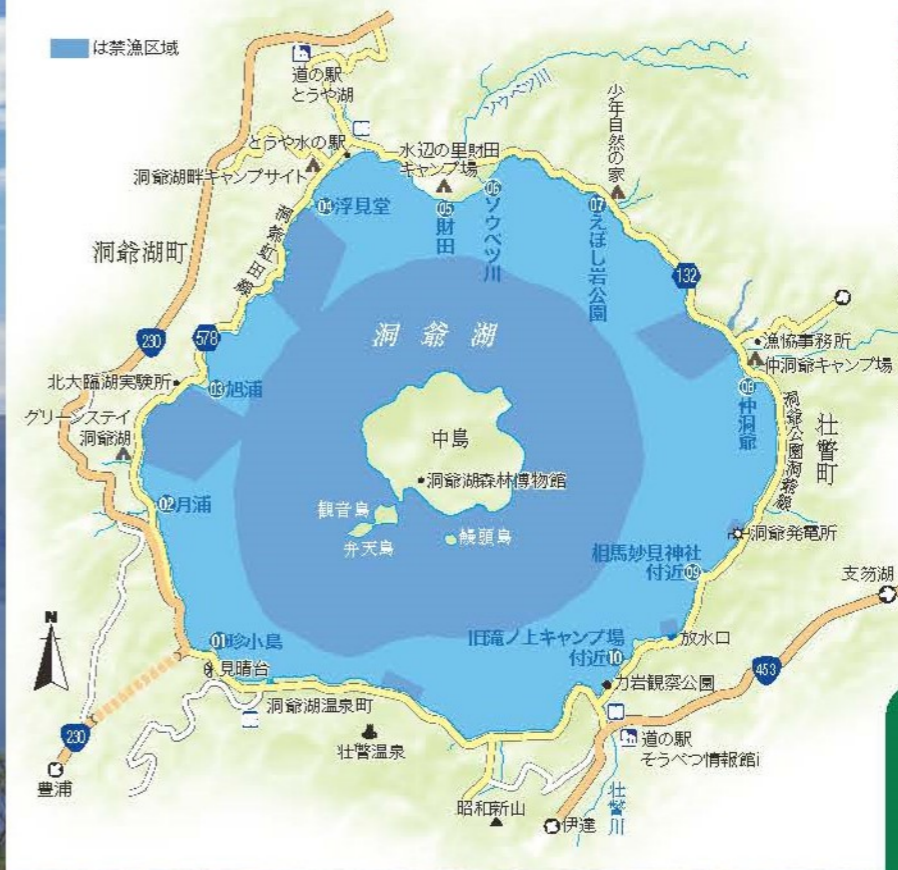 は禁漁区域
道の駅
とうや湖
ソウベツ川
少年自然の家
とうや水の駅
水辺の里財田
キャンプ場
洞爺湖畔キャンプサイト
04 浮見堂
05 財田
06 ソウベツ川
07 えぼし岩公園
洞爺湖町
132
230
578
洞爺湖
漁協事務所
仲洞爺キャンプ場
北大臨湖実験所
03 旭浦
08 仲洞爺
グリーンステイ
洞爺湖
中島
洞爺公園洞爺線
壮瞥町
洞爺湖森林博物館
02 月浦
観音島
弁天島
饅頭島
洞爺発電所
相馬妙見神社
付近 09
支笏湖
N
01 珍小島
旧滝ノ上キャンプ場
付近 10
放水口
見晴台
453
洞爺湖温泉町
力岩観察公園
230
壮瞥温泉
道の駅
そうべつ情報館i
豊浦
昭和新山
伊達
壮瞥川